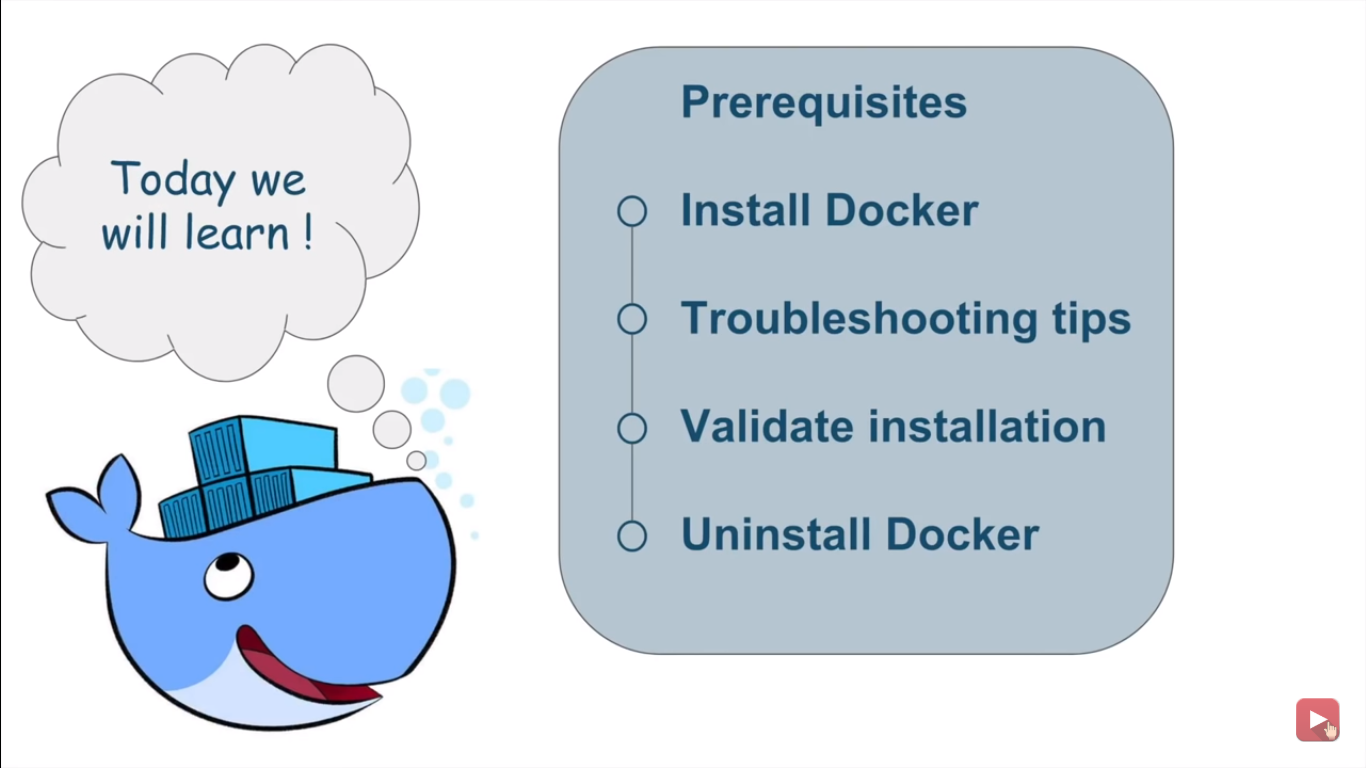 Today we
will learn !
Prerequisites
Install Docker
Troubleshooting tips
Validate installation
Uninstall Docker